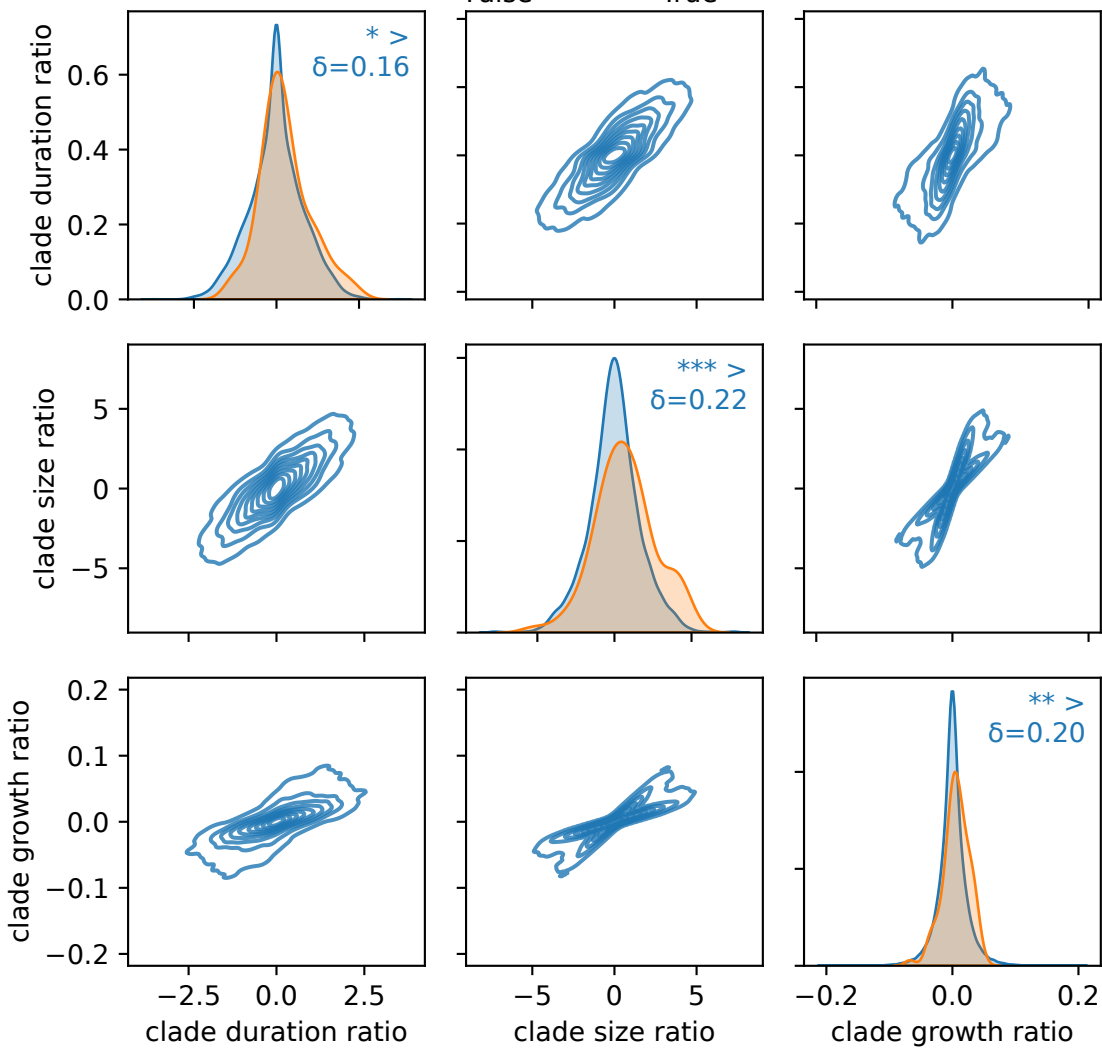 True
clade duration ratio
0.6
0.4
0.2
0.0
* >
δ=0.16
clade size ratio
5
0
−5
*** >
δ=0.22
clade growth ratio
0.2
0.1
0.0
−0.1
−0.2
** >
δ=0.20
−2.5 0.0 2.5
−5 0 5
−0.2 0.0 0.2
clade duration ratio
clade size ratio
clade growth ratio